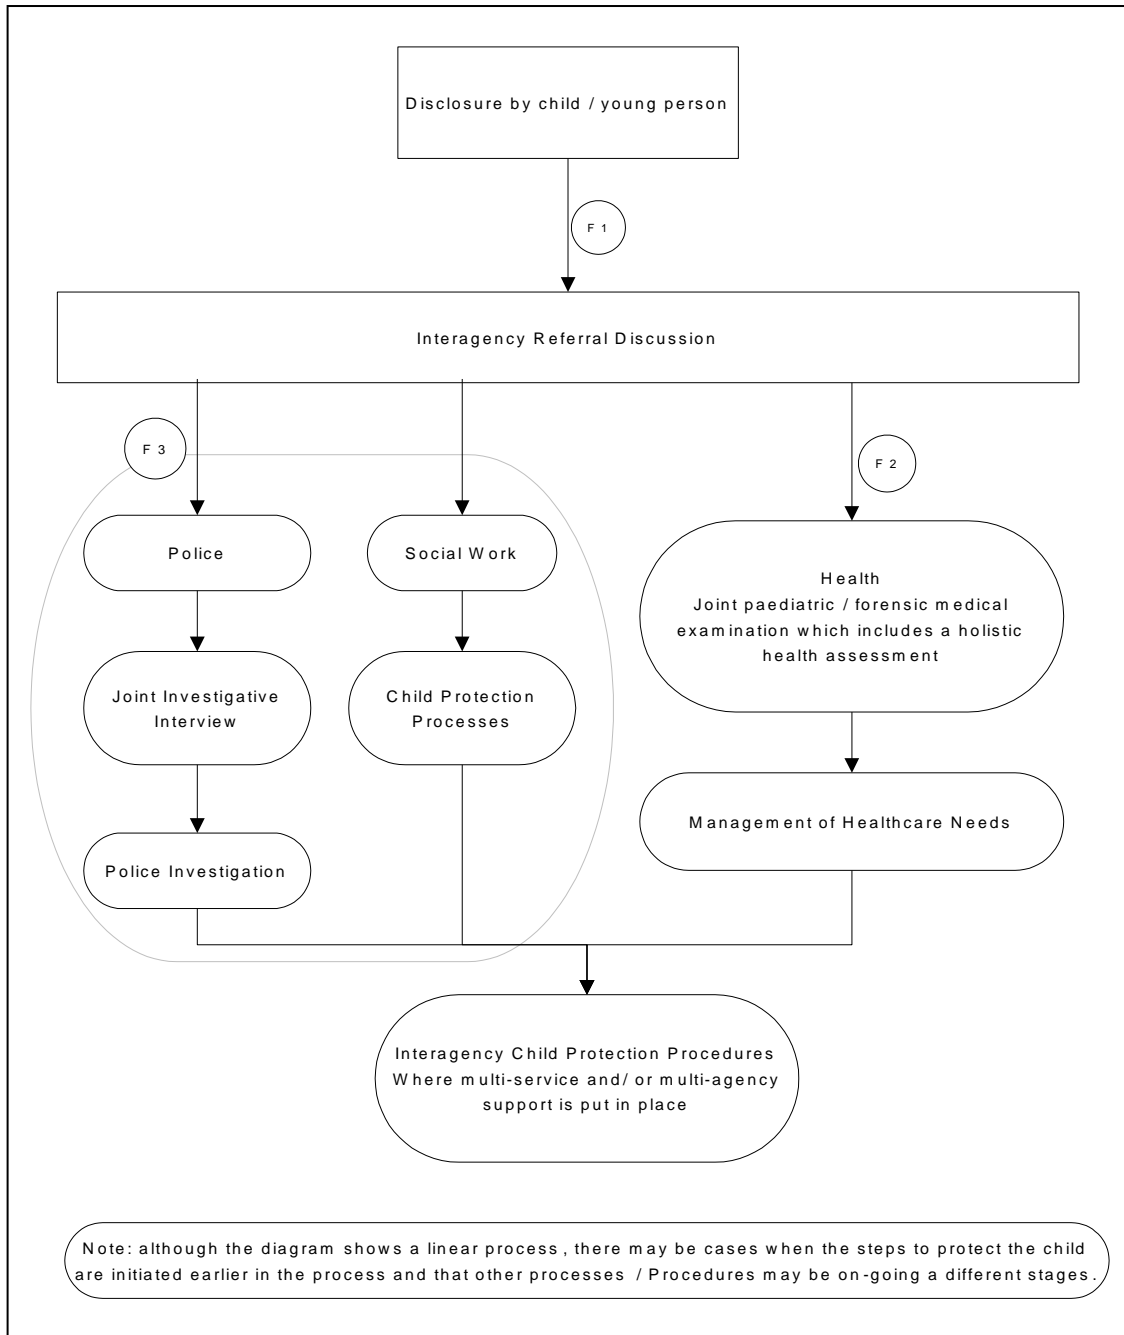 Disclosure by child / young person
F 1
Interagency Referral Discussion
F 3
F 2
Police
Social Work
Health
Joint paediatric / forensic medical
examination which includes a holistic
health assessment
Joint Investigative
Interview
Child Protection
Processes
Management of Healthcare Needs
Police Investigation
Interagency Child Protection Procedures
Where multi-service and/ or multi-agency
support is put in place
Note: although the diagram shows a linear process , there may be cases when the steps to protect the child
are initiated earlier in the process and that other processes / Procedures may be on-going a different stages.